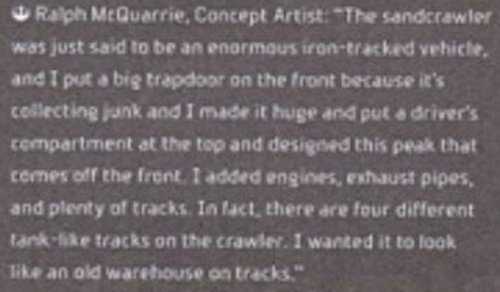 Ralph McQuarrie, Concept Artist: "The sandcrawler
was just said to be an enormous iron-tracked vehicle,
and I put a big trapdoor on the front because it's
collecting junk and I made it huge and put a driver's
compartment at the top and designed this peak that
comes off the front. I added engines, exhaust pipes,
and plenty of tracks. In fact, there are four different
tank-like tracks on the crawler. I wanted it to look
like an old warehouse on tracks."